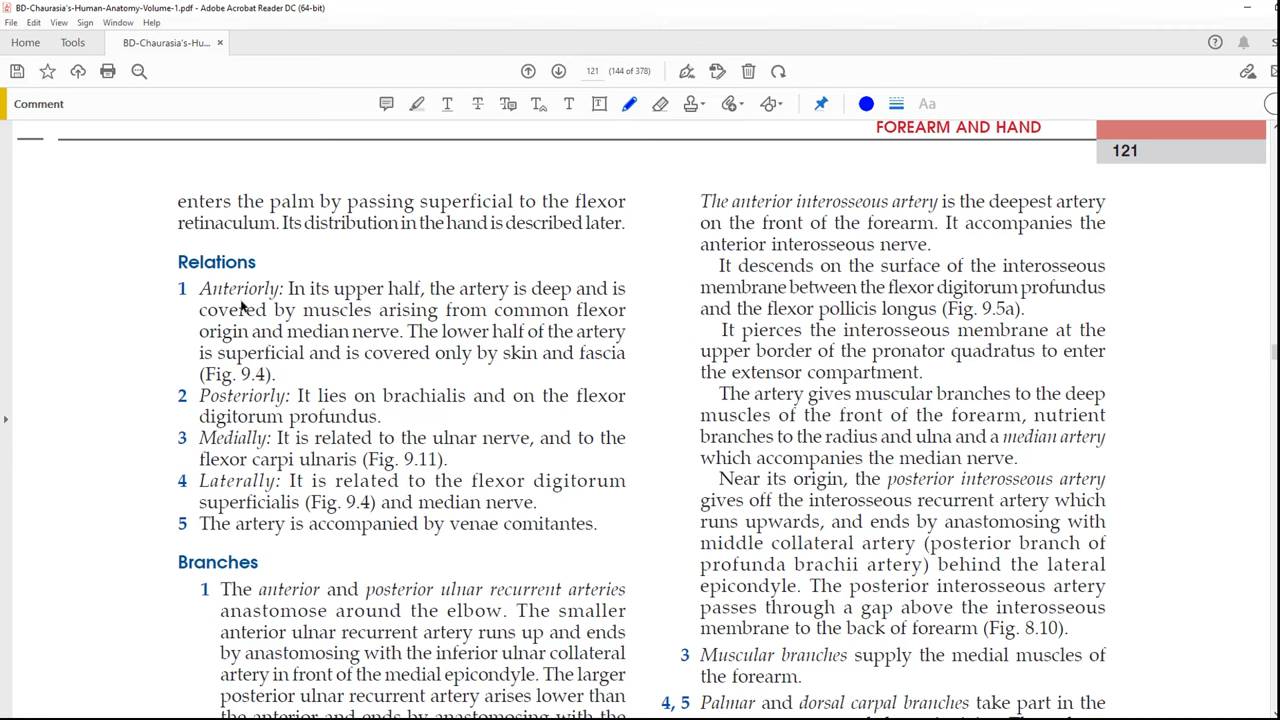 BD-Chaurasia's-Human-Anatomy-Volume-1.pdf - Adobe Acrobat Reader DC (64-bit)
File Edit View Sign Window Help
Home Tools BD-Chaurasia's-Hu... ×
121 (144 of 378)
Comment
FOREARM AND HAND
121
enters the palm by passing superficial to the flexor
retinaculum. Its distribution in the hand is described later.
Relations
1 Anteriorly: In its upper half, the artery is deep and is
covered by muscles arising from common flexor
origin and median nerve. The lower half of the artery
is superficial and is covered only by skin and fascia
(Fig. 9.4).
2 Posteriorly: It lies on brachialis and on the flexor
digitorum profundus.
3 Medially: It is related to the ulnar nerve, and to the
flexor carpi ulnaris (Fig. 9.11).
4 Laterally: It is related to the flexor digitorum
superficialis (Fig. 9.4) and median nerve.
5 The artery is accompanied by venae comitantes.
Branches
1 The anterior and posterior ulnar recurrent arteries
anastomose around the elbow. The smaller
anterior ulnar recurrent artery runs up and ends
by anastomosing with the inferior ulnar collateral
artery in front of the medial epicondyle. The larger
posterior ulnar recurrent artery arises lower than
the anterior and ends by anastomosing with the
The anterior interosseous artery is the deepest artery
on the front of the forearm. It accompanies the
anterior interosseous nerve.
It descends on the surface of the interosseous
membrane between the flexor digitorum profundus
and the flexor pollicis longus (Fig. 9.5a).
It pierces the interosseous membrane at the
upper border of the pronator quadratus to enter
the extensor compartment.
The artery gives muscular branches to the deep
muscles of the front of the forearm, nutrient
branches to the radius and ulna and a median artery
which accompanies the median nerve.
Near its origin, the posterior interosseous artery
gives off the interosseous recurrent artery which
runs upwards, and ends by anastomosing with
middle collateral artery (posterior branch of
profunda brachii artery) behind the lateral
epicondyle. The posterior interosseous artery
passes through a gap above the interosseous
membrane to the back of forearm (Fig. 8.10).
3 Muscular branches supply the medial muscles of
the forearm.
4, 5 Palmar and dorsal carpal branches take part in the